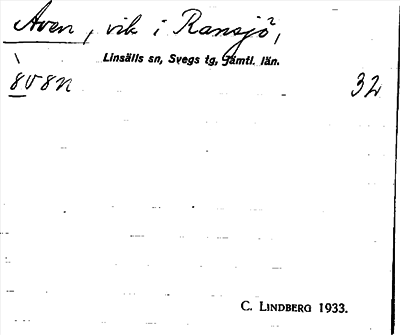 Aven, vik i Ransjö,
Linsälls sn, Svegs tg, Jämtl. län.
8v8n 32
C. LINDBERG 1933.